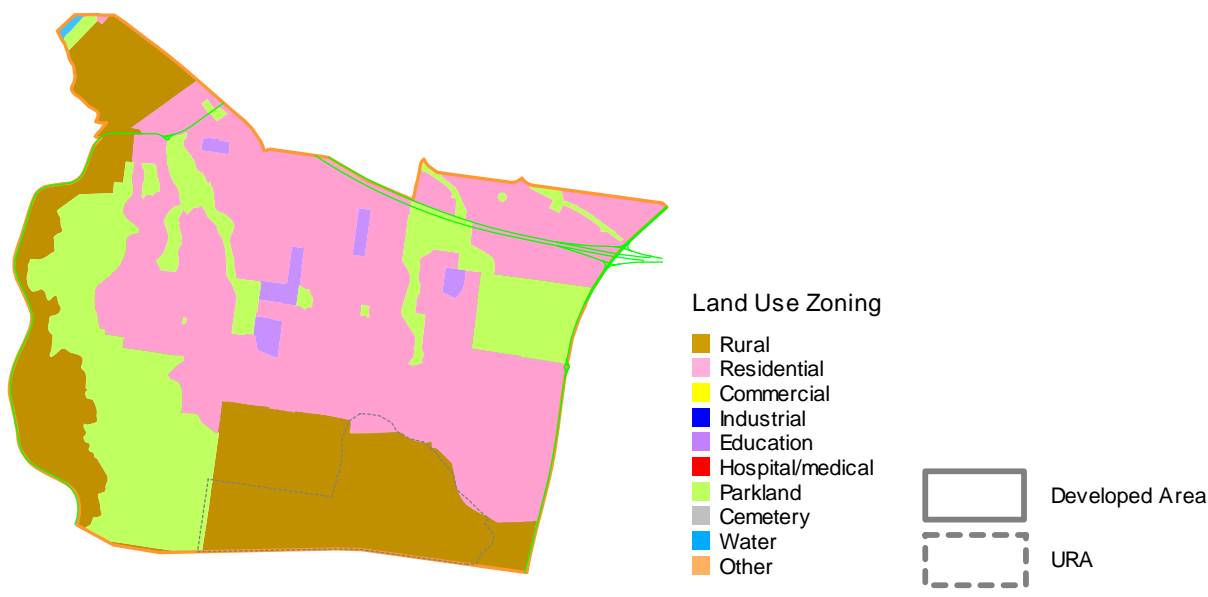 Land Use Zoning
Rural
Residential
Commercial
Industrial
Education
Hospital/medical
Parkland
Cemetery
Water
Other
Developed Area
URA